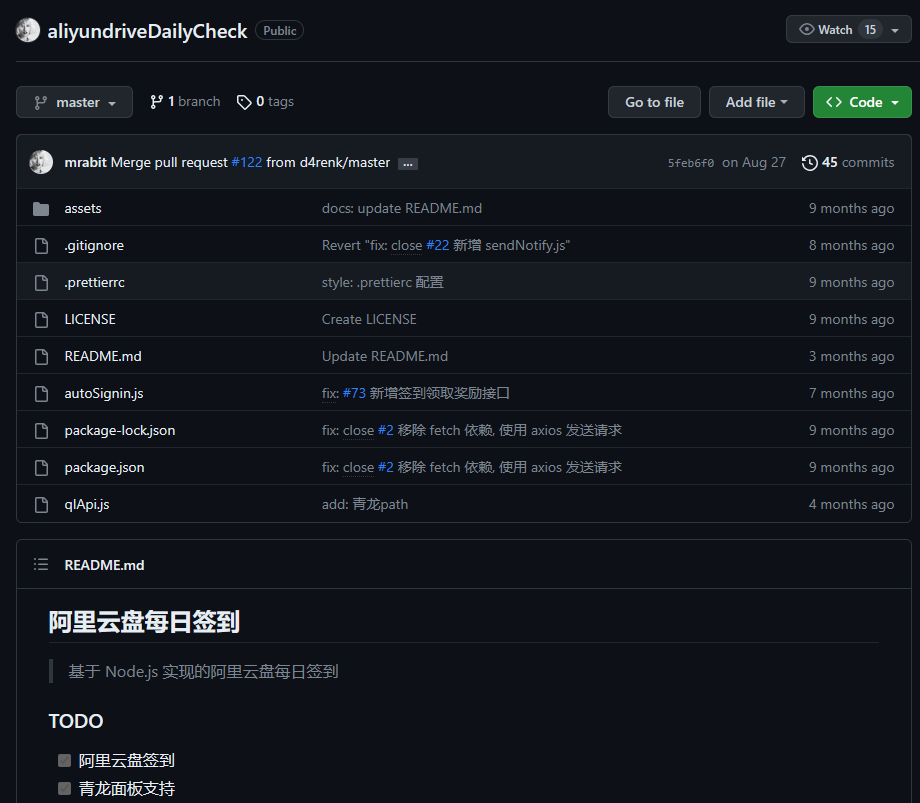 aliyundriveDailyCheck Public Watch 15
master 1 branch 0 tags Go to file Add file Code
mrabit Merge pull request #122 from d4renk/master ... 5feb6f0 on Aug 27 45 commits
assets docs: update README.md 9 months ago
.gitignore Revert "fix: close #22 新增 sendNotify.js" 8 months ago
.prettierrc style: .prettierc 配置 9 months ago
LICENSE Create LICENSE 9 months ago
README.md Update README.md 3 months ago
autoSignin.js fix: #73 新增签到领取奖励接口 7 months ago
package-lock.json fix: close #2 移除 fetch 依赖, 使用 axios 发送请求 9 months ago
package.json fix: close #2 移除 fetch 依赖, 使用 axios 发送请求 9 months ago
qlApi.js add: 青龙path 4 months ago
README.md
阿里云盘每日签到
基于 Node.js 实现的阿里云盘每日签到
TODO
阿里云盘签到
青龙面板支持